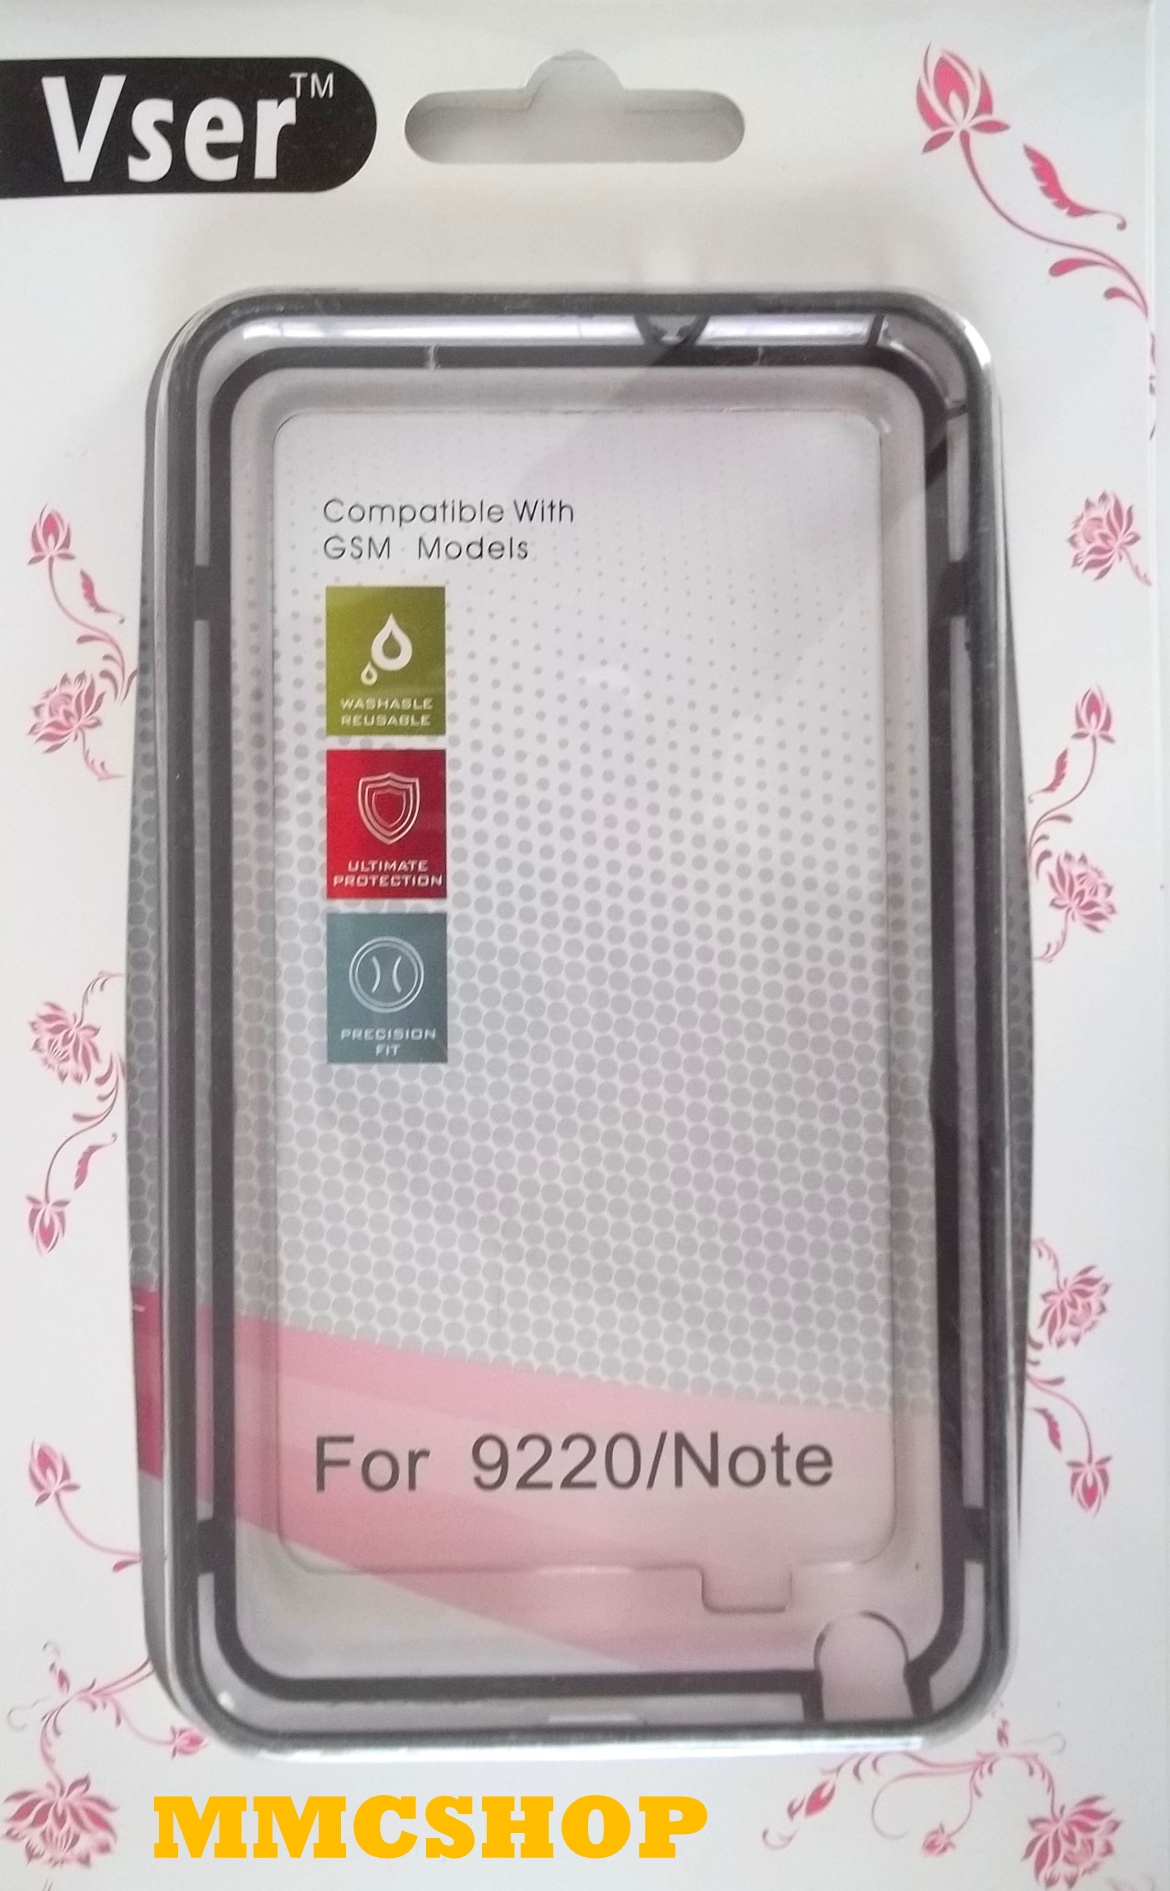 Vser™
Compatible With
GSM Models
WASHABLE
REUSABLE
ULTIMATE
PROTECTION
PRECISION
FIT
For 9220/Note
MMCSHOP